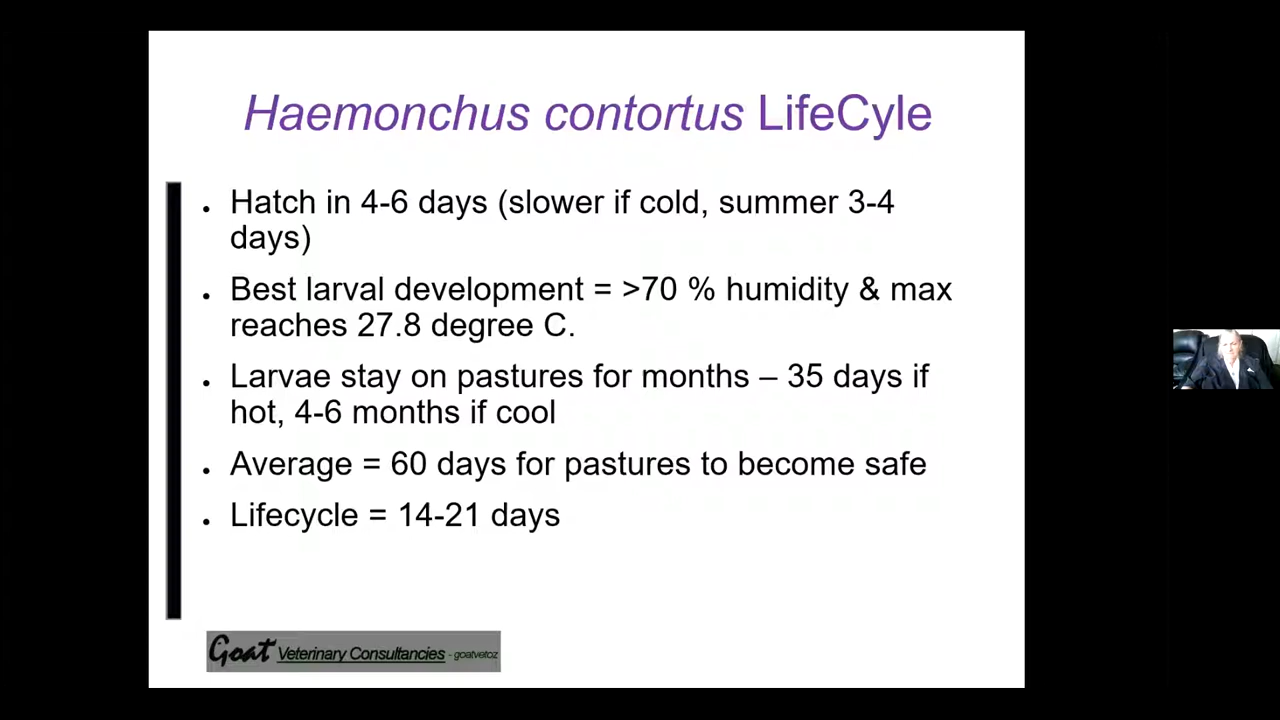 Haemonchus contortus LifeCyle
• Hatch in 4-6 days (slower if cold, summer 3-4
days)
• Best larval development = >70 % humidity & max
reaches 27.8 degree C.
• Larvae stay on pastures for months – 35 days if
hot, 4-6 months if cool
• Average = 60 days for pastures to become safe
• Lifecycle = 14-21 days
Goat Veterinary Consultancies - goatvetoz